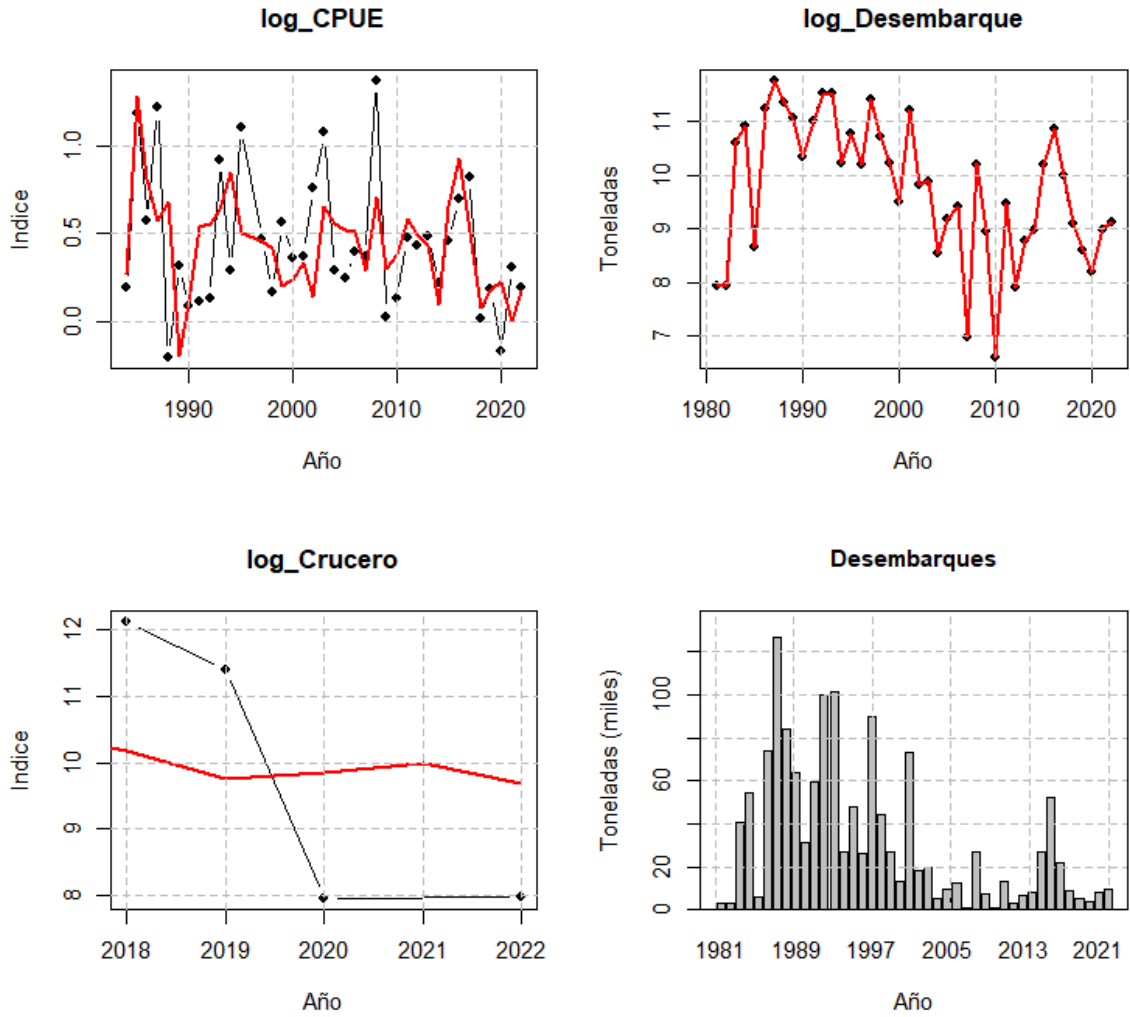 log_CPUE
Indice
0.0 0.5 1.0
1990 2000 2010 2020
Año
log_Desembarque
Toneladas
7 8 9 10 11
1980 1990 2000 2010 2020
Año
log_Crucero
Indice
8 9 10 11 12
2018 2019 2020 2021 2022
Año
Desembarques
Toneladas (miles)
0 20 60 100
1981 1989 1997 2005 2013 2021
Año